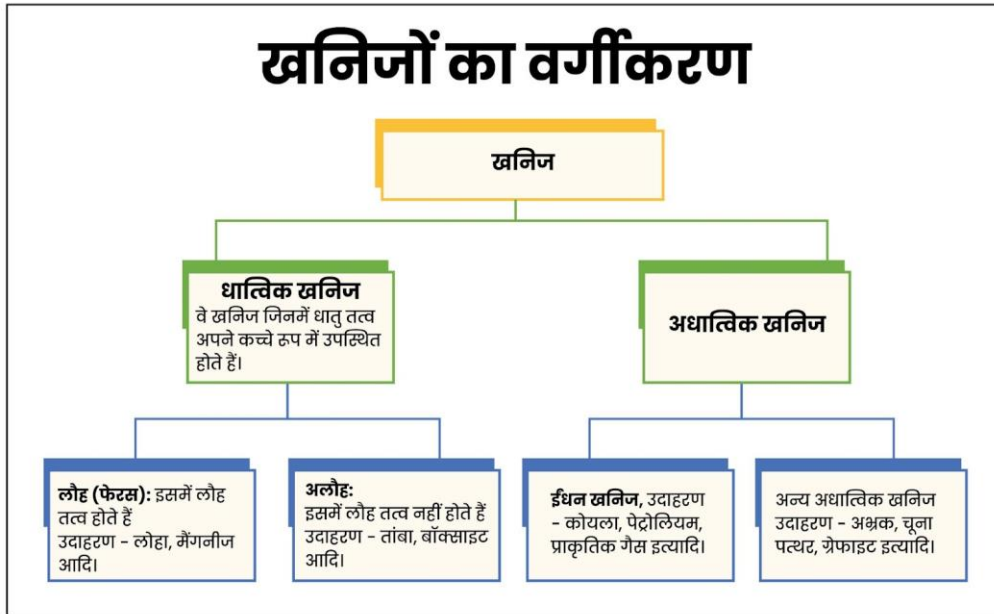 खनिजों का वर्गीकरण
खनिज
धात्विक खनिज
वे खनिज जिनमें धातु तत्व
अपने कच्चे रूप में उपस्थित
होते हैं।
अधात्विक खनिज
लौह (फेरस): इसमें लौह
तत्व होते हैं
उदाहरण - लोहा, मैंगनीज
आदि।
अलौह:
इसमें लौह तत्व नहीं होते हैं
उदाहरण - तांबा, बॉक्साइट
आदि।
ईंधन खनिज, उदाहरण
- कोयला, पेट्रोलियम,
प्राकृतिक गैस इत्यादि।
अन्य अधात्विक खनिज
उदाहरण - अभ्रक, चूना
पत्थर, ग्रेफाइट इत्यादि।